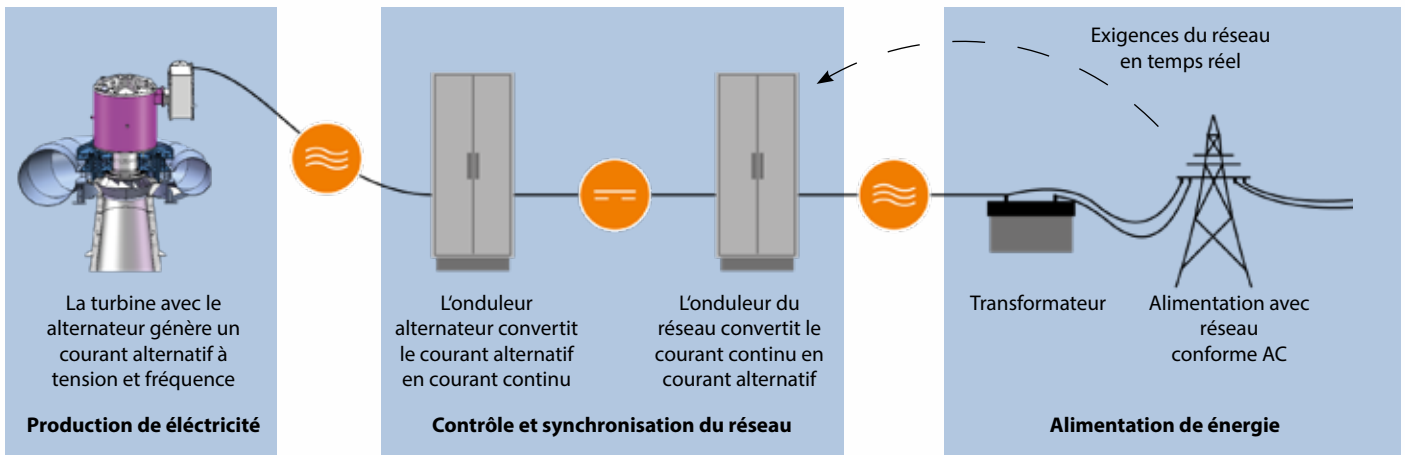 Exigences du réseau
en temps réel
La turbine avec le
alternateur génère un
courant alternatif à
tension et fréquence
L‘onduleur
alternateur convertit
le courant alternatif
en courant continu
L‘onduleur du
réseau convertit le
courant continu en
courant alternatif
Transformateur
Alimentation avec
réseau
conforme AC
Production de éléctricité
Contrôle et synchronisation du réseau
Alimentation de énergie